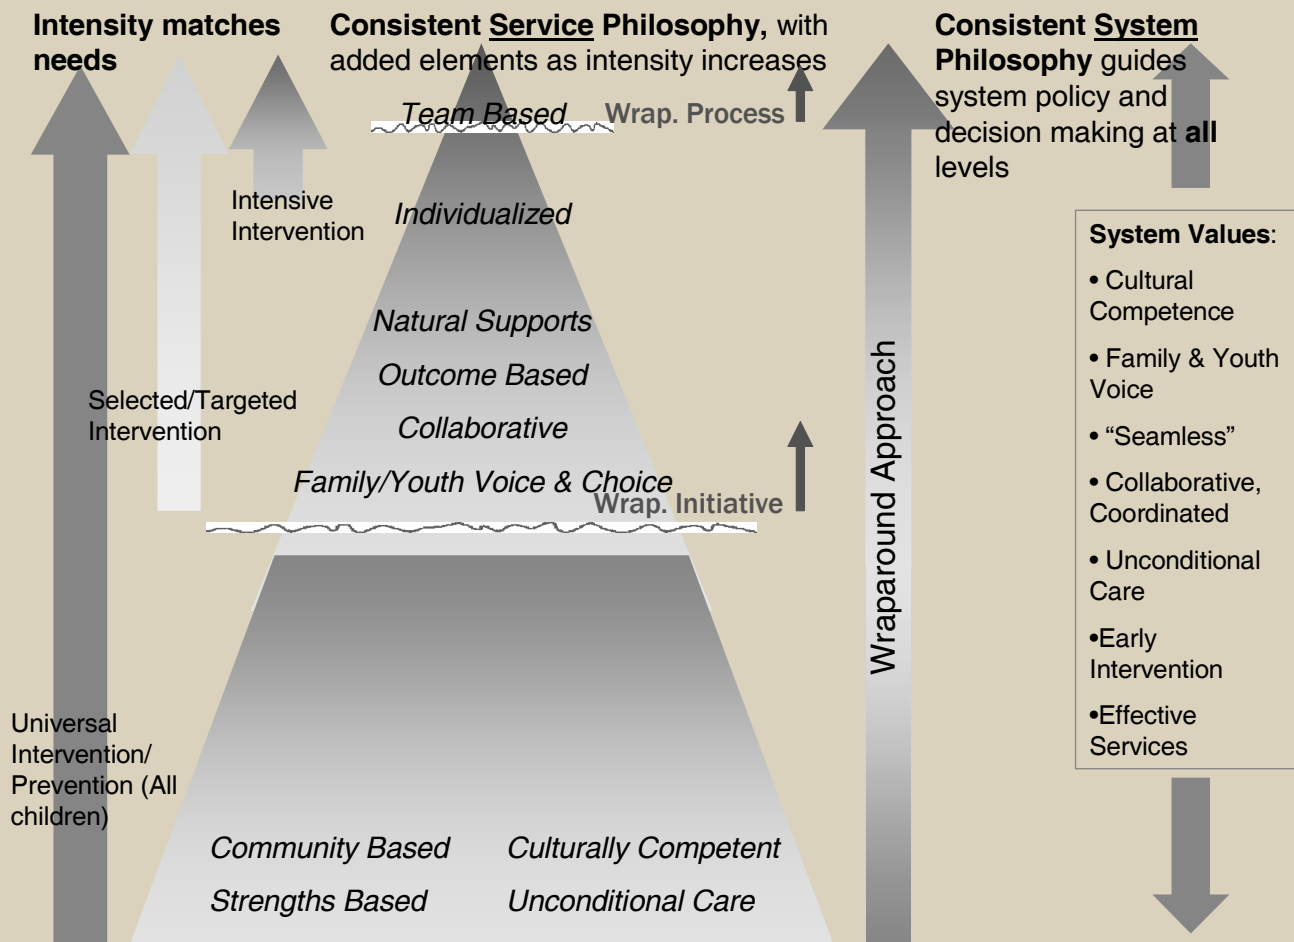 Intensity matches
needs
Consistent Service Philosophy, with
added elements as intensity increases
Consistent System
Philosophy guides
system policy and
decision making at all
levels
Team Based
Wrap. Process
Intensive
Intervention
Individualized
Natural Supports
Outcome Based
Collaborative
Family/Youth Voice & Choice
Wrap. Initiative
Selected/Targeted
Intervention
Universal
Intervention/
Prevention (All
children)
Community Based
Culturally Competent
Strengths Based
Unconditional Care
Wraparound Approach
System Values:
• Cultural
Competence
• Family & Youth
Voice
• “Seamless”
• Collaborative,
Coordinated
• Unconditional
Care
•Early
Intervention
•Effective
Services